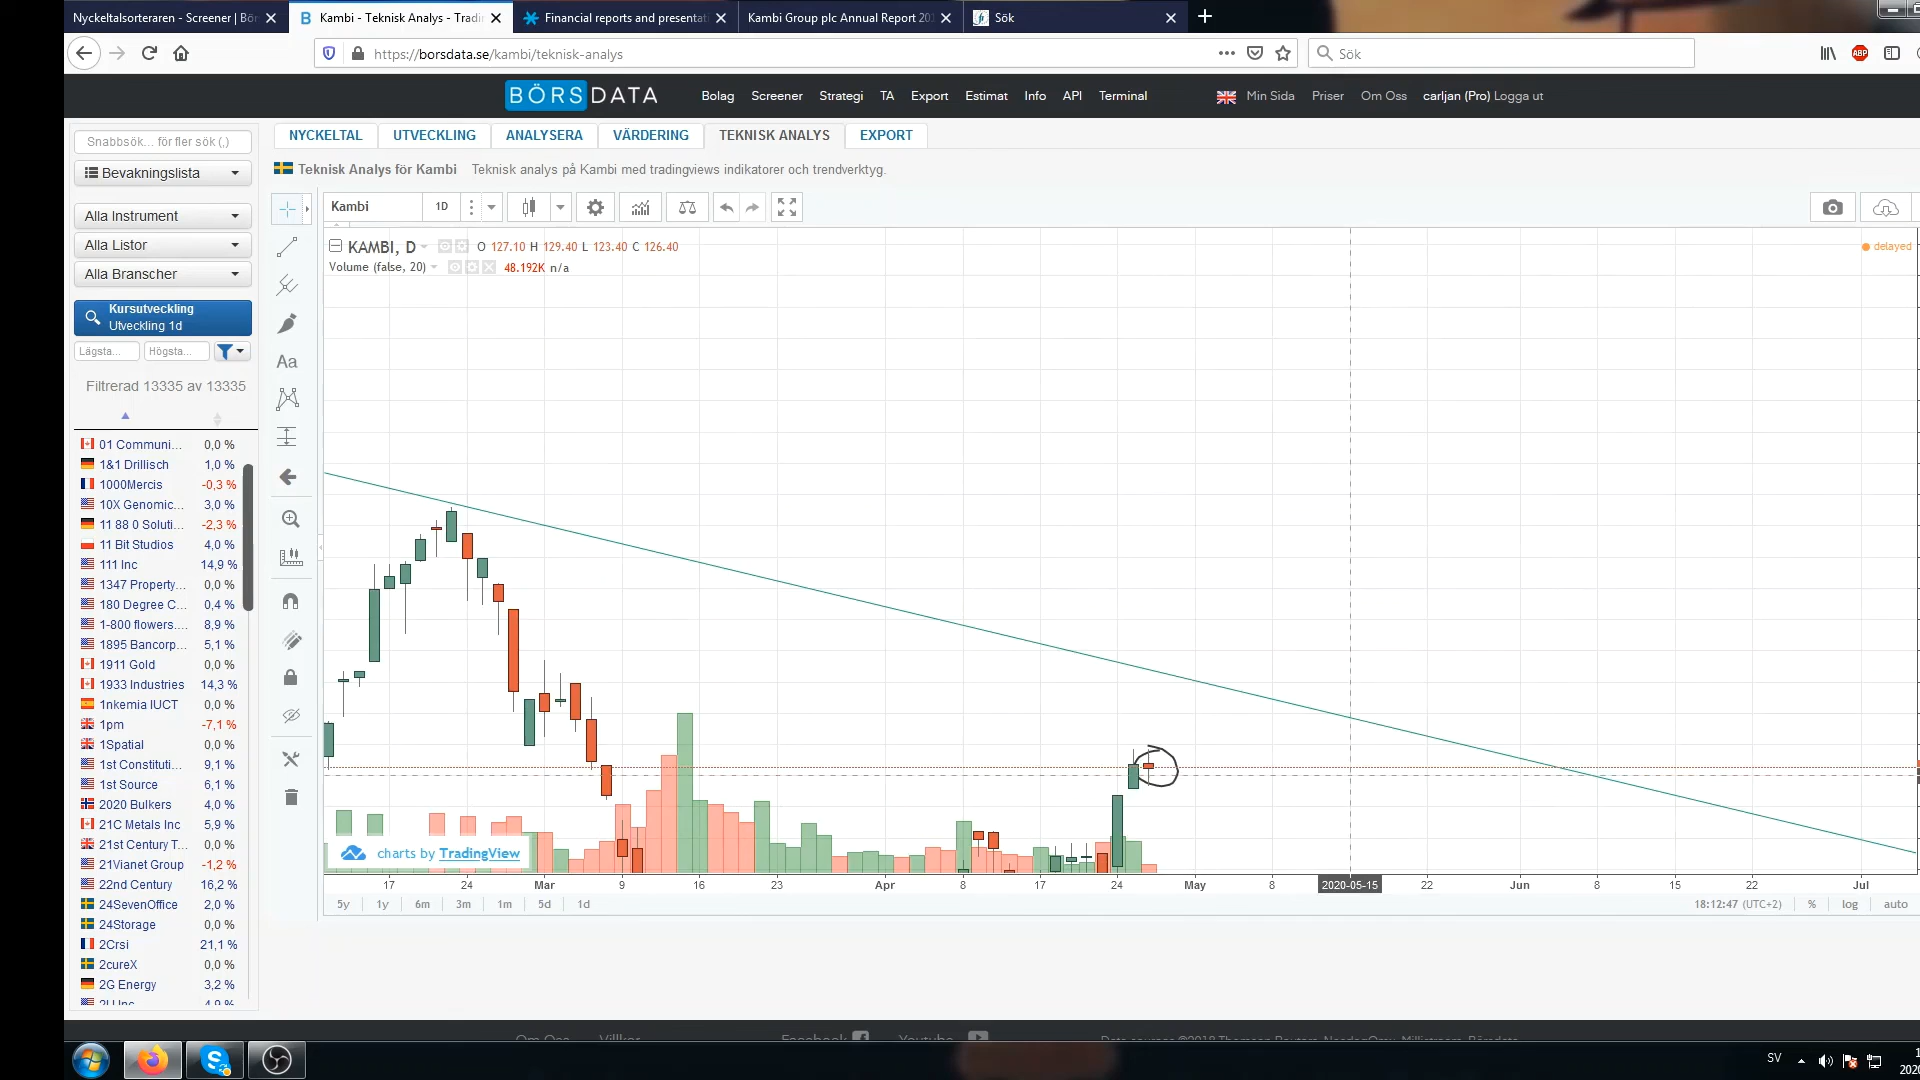 Nyckeltalsorteraren - Screener | Bör
Kambi - Teknisk Analys - Tradi
Financial reports and presentat
Kambi Group plc Annual Report 201
Sök
https://borsdata.se/kambi/teknisk-analys
Sök
ABP
BÖRSDATA
Bolag Screener Strategi TA Export Estimat Info API Terminal
Min Sida Priser Om Oss carljan (Pro) Logga ut
Snabbsök... för fler sök (,)
Bevakningslista
Alla Instrument
Alla Listor
Alla Branscher
Kursutveckling
Utveckling 1d
Lägsta... Högsta...
Filtrerad 13335 av 13335
01 Communi... 0,0 %
1&1 Drillisch 1,0 %
1000Mercis -0,3 %
10X Genomic... 3,0 %
11 88 0 Soluti... -2,3 %
11 Bit Studios 4,0 %
111 Inc 14,9 %
1347 Property... 0,0 %
180 Degree C... 0,4 %
1-800 flowers.... 8,9 %
1895 Bancorp... 5,1 %
1911 Gold 0,0 %
1933 Industries 14,3 %
1nkemia IUCT 0,0 %
1pm -7,1 %
1Spatial 0,0 %
1st Constituti... 9,1 %
1st Source 6,1 %
2020 Bulkers 4,0 %
21C Metals Inc 5,9 %
21st Century T... 0,0 %
21Vianet Group -1,2 %
22nd Century 16,2 %
24SevenOffice 2,0 %
24Storage 0,0 %
2Crsi 21,1 %
2cureX 0,0 %
2G Energy 3,2 %
2U Inc 4,9 %
NYCKELTAL UTVECKLING ANALYSERA VÄRDERING TEKNISK ANALYS EXPORT
Teknisk Analys för Kambi Teknisk analys på Kambi med tradingviews indikatorer och trendverktyg.
Kambi 1D
KAMBI, D O 127.10 H 129.40 L 123.40 C 126.40
delayed
Volume (false, 20) 48.192K n/a
Aa
charts by TradingView
17 24 Mar 9 16 23 Apr 8 17 24 May 8 2020-05-15 22 Jun 8 15 22 Jul
5y 1y 6m 3m 1m 5d 1d
18:12:47 (UTC+2) % log auto
Om Oss Villkor Facebook Youtube
SV